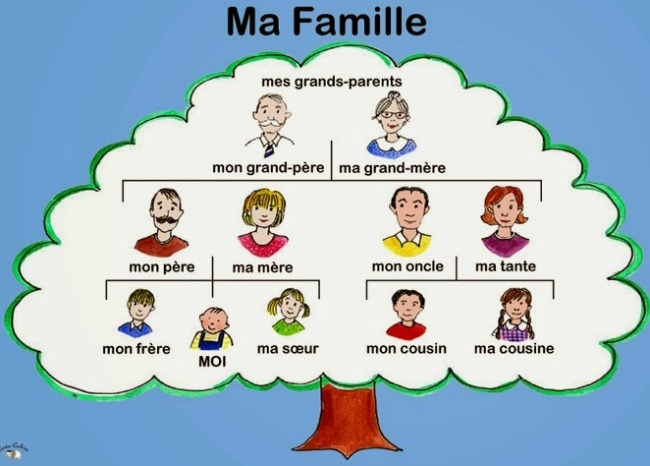 Ma Famille
mes grands-parents
mon grand-père
ma grand-mère
mon père
ma mère
mon oncle
ma tante
mon frère
MOI
ma sœur
mon cousin
ma cousine